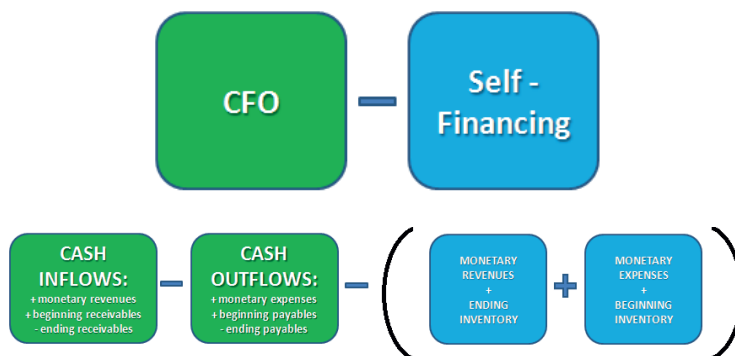 CFO
Self -
Financing
CASH
INFLOWS:
+ monetary revenues
+ beginning receivables
- ending receivables
CASH
OUTFLOWS:
+ monetary expenses
+ beginning payables
- ending payables
MONETARY
REVENUES
+
ENDING
INVENTORY
MONETARY
EXPENSES
+
BEGINNING
INVENTORY